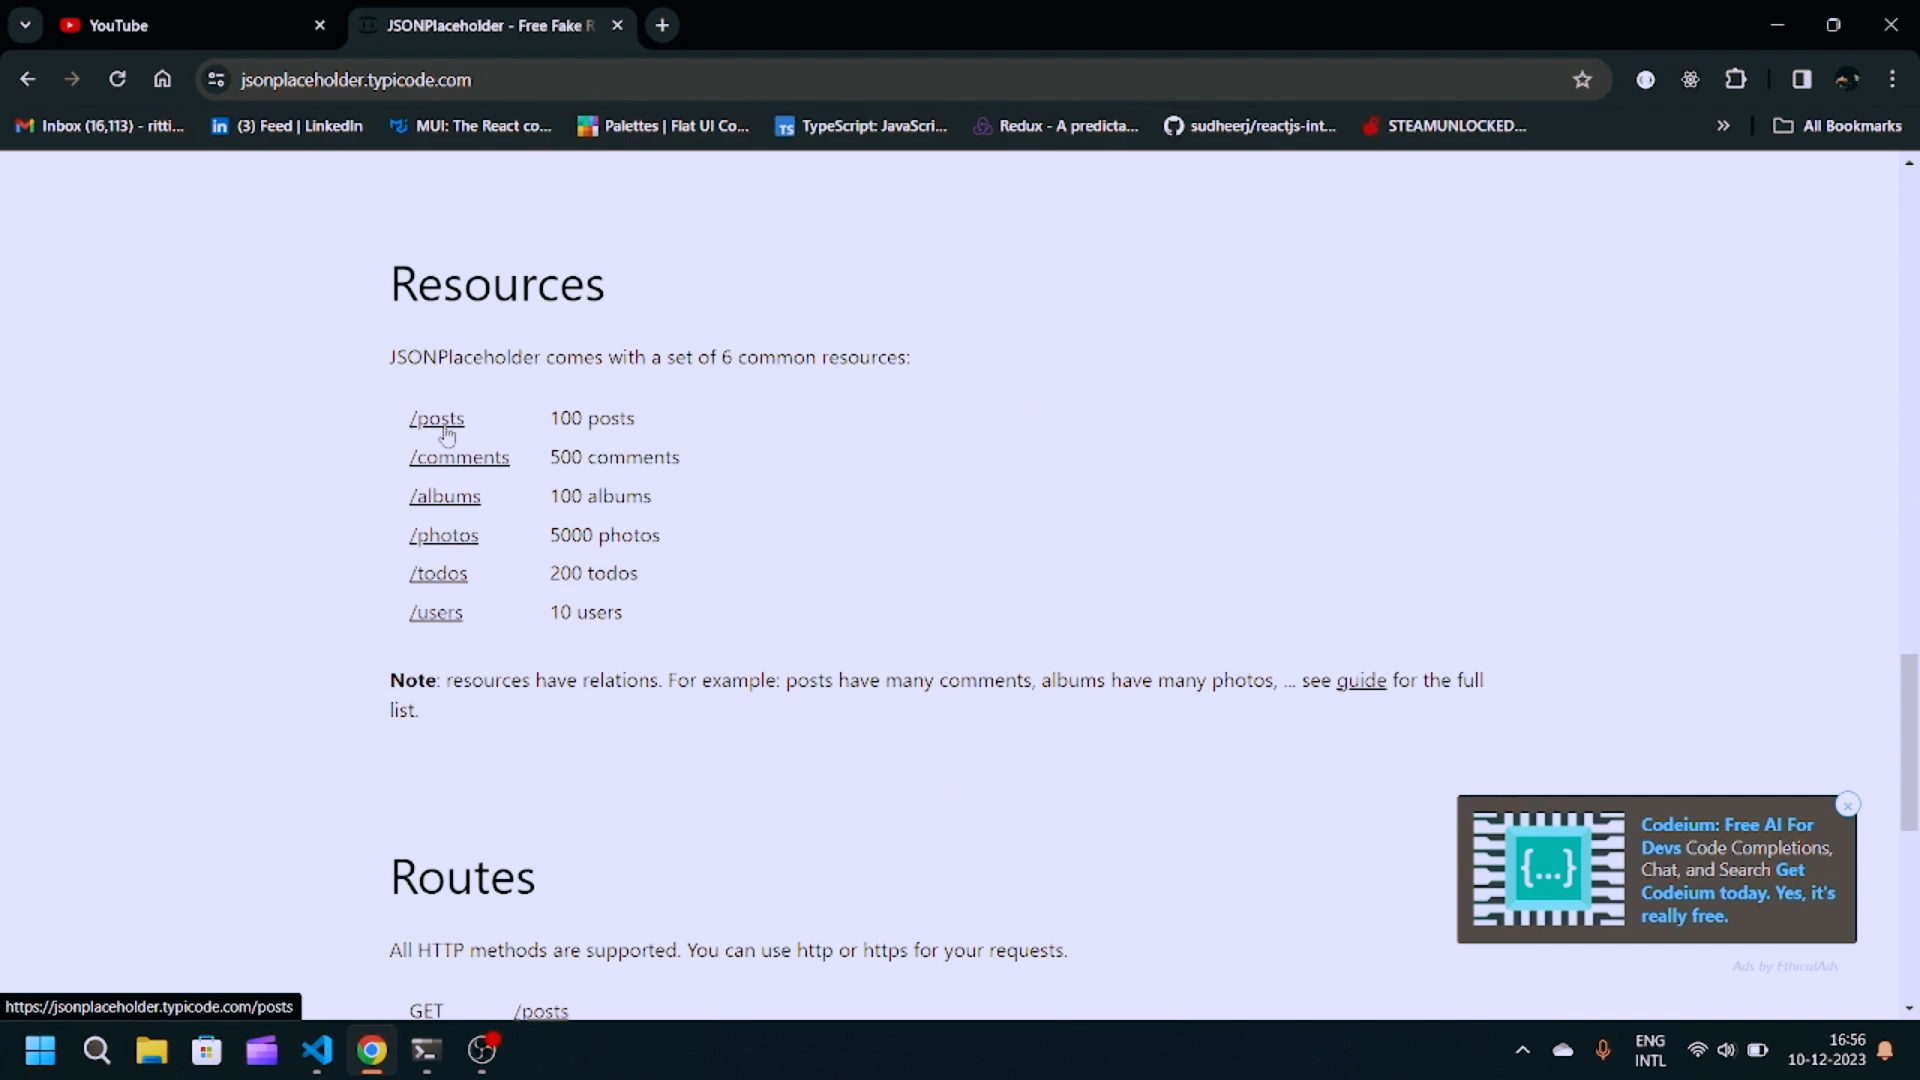 YouTube
JSONPlaceholder - Free Fake R
jsonplaceholder.typicode.com
Inbox (16,113) - ritti...
(3) Feed | LinkedIn
MUI: The React co...
Palettes | Flat UI Co...
TS
TypeScript: JavaScri...
Redux - A predicta...
sudheerj/reactjs-int...
STEAMUNLOCKED...
All Bookmarks
Resources
JSONPlaceholder comes with a set of 6 common resources:
/posts 100 posts
/comments 500 comments
/albums 100 albums
/photos 5000 photos
/todos 200 todos
/users 10 users
Note: resources have relations. For example: posts have many comments, albums have many photos, ... see guide for the full
list.
{...}
Codeium: Free AI For
Devs Code Completions,
Chat, and Search Get
Codeium today. Yes, it's
really free.
Ads by EthicalAds
Routes
All HTTP methods are supported. You can use http or https for your requests.
GET /posts
https://jsonplaceholder.typicode.com/posts
ENG
INTL
16:56
10-12-2023